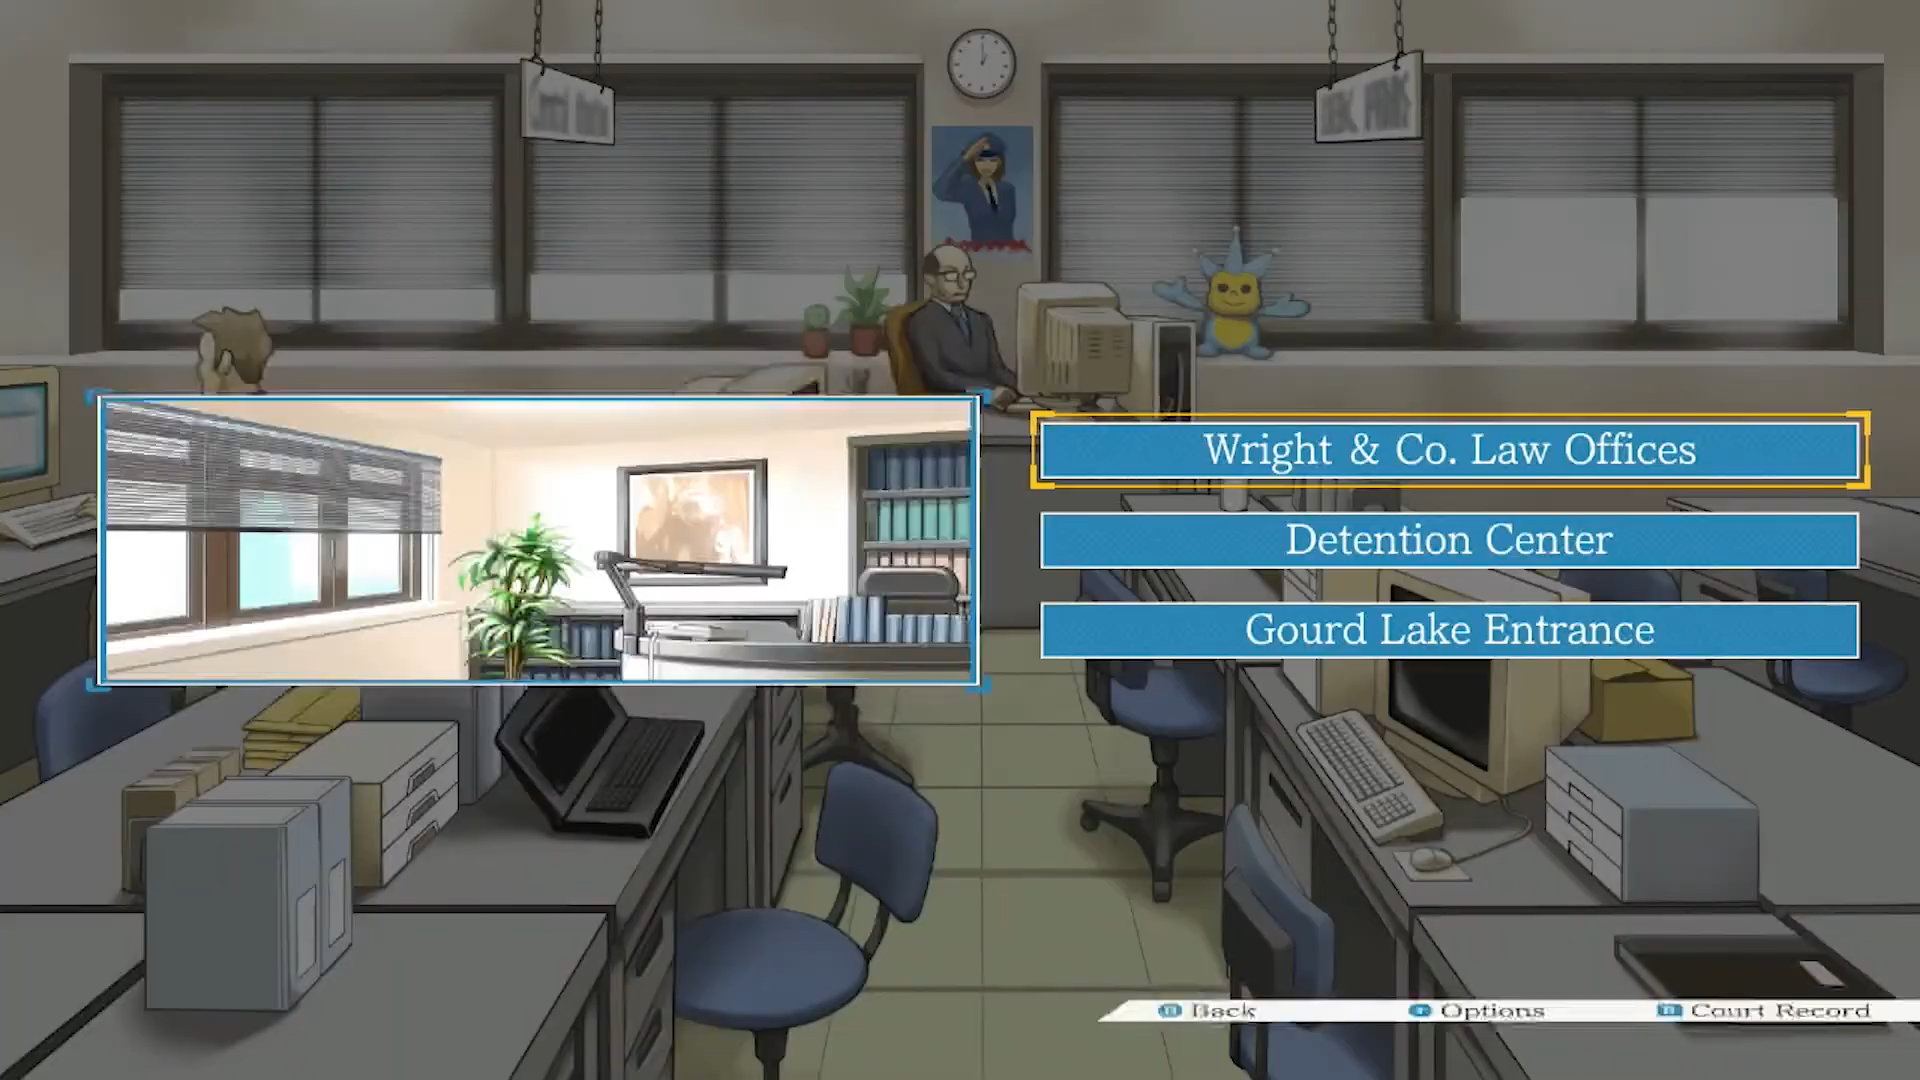 Wright & Co. Law Offices
Detention Center
Gourd Lake Entrance
Back
Options
Court Record